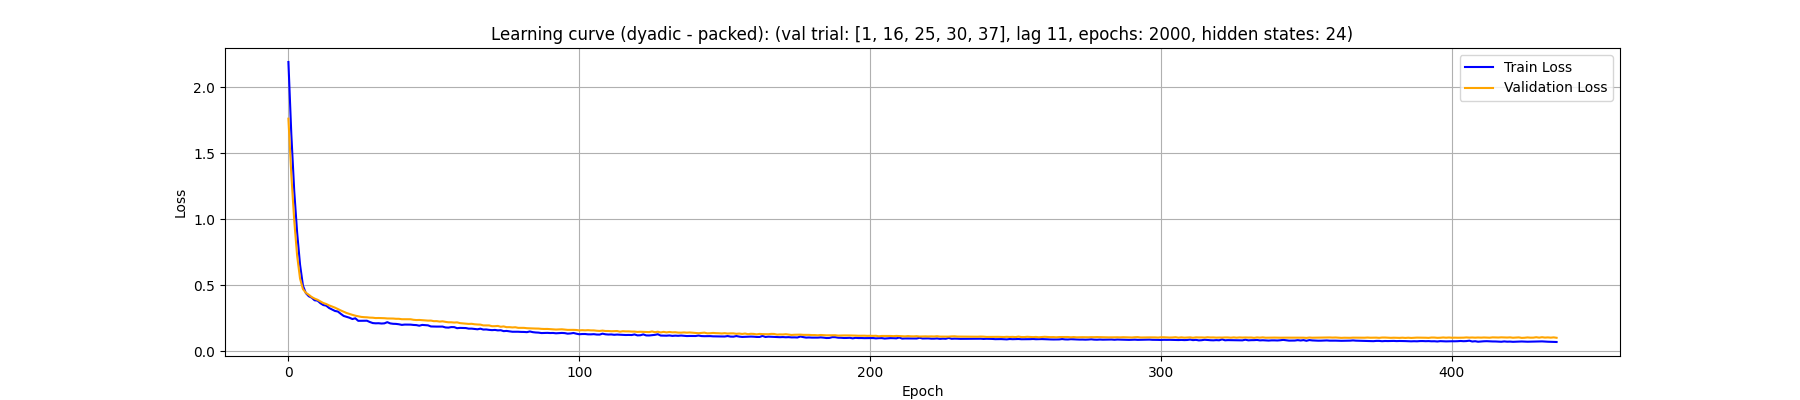 Learning curve (dyadic - packed): (val trial: [1, 16, 25, 30, 37], lag 11, epochs: 2000, hidden states: 24)
Train Loss
Validation Loss
2.0
1.5
1.0
0.5
0.0
Loss
0 100 200 300 400
Epoch